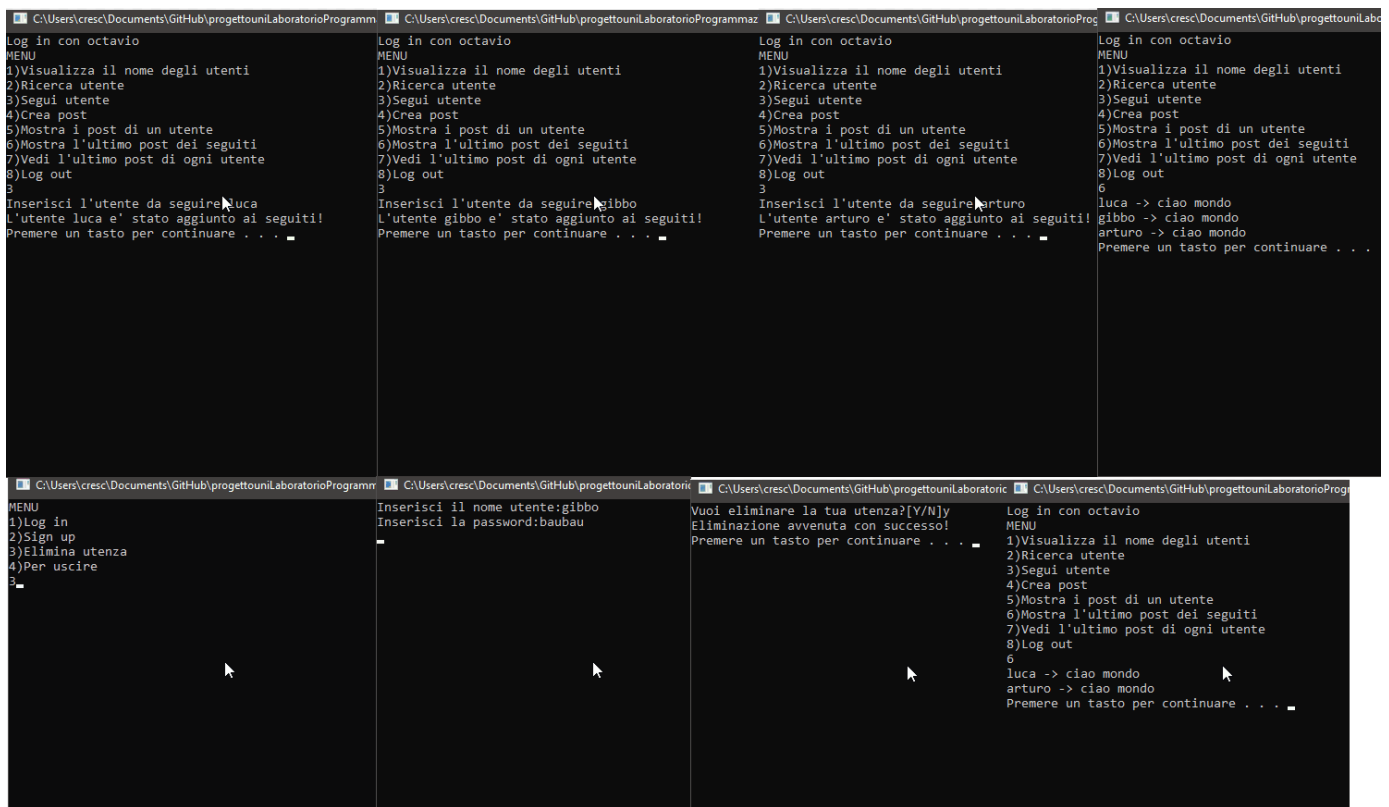 C:\Users\cresc\Documents\GitHub\progettouniLaboratorioProgramm
Log in con octavio
MENU
1)Visualizza il nome degli utenti
2)Ricerca utente
3)Segui utente
4)Crea post
5)Mostra i post di un utente
6)Mostra l'ultimo post dei seguiti
7)Vedi l'ultimo post di ogni utente
8)Log out
3
Inserisci l'utente da seguire:luca
L'utente luca e' stato aggiunto ai seguiti!
Premere un tasto per continuare . . .
C:\Users\cresc\Documents\GitHub\progettouniLaboratorioProgrammaz
Log in con octavio
MENU
1)Visualizza il nome degli utenti
2)Ricerca utente
3)Segui utente
4)Crea post
5)Mostra i post di un utente
6)Mostra l'ultimo post dei seguiti
7)Vedi l'ultimo post di ogni utente
8)Log out
3
Inserisci l'utente da seguire:gibbo
L'utente gibbo e' stato aggiunto ai seguiti!
Premere un tasto per continuare . . .
C:\Users\cresc\Documents\GitHub\progettouniLaboratorioProg
Log in con octavio
MENU
1)Visualizza il nome degli utenti
2)Ricerca utente
3)Segui utente
4)Crea post
5)Mostra i post di un utente
6)Mostra l'ultimo post dei seguiti
7)Vedi l'ultimo post di ogni utente
8)Log out
3
Inserisci l'utente da seguire:arturo
L'utente arturo e' stato aggiunto ai seguiti!
Premere un tasto per continuare . . .
C:\Users\cresc\Documents\GitHub\progettouniLabo
Log in con octavio
MENU
1)Visualizza il nome degli utenti
2)Ricerca utente
3)Segui utente
4)Crea post
5)Mostra i post di un utente
6)Mostra l'ultimo post dei seguiti
7)Vedi l'ultimo post di ogni utente
8)Log out
6
luca -> ciao mondo
gibbo -> ciao mondo
arturo -> ciao mondo
Premere un tasto per continuare . . .
C:\Users\cresc\Documents\GitHub\progettouniLaboratorioProgramm
MENU
1)Log in
2)Sign up
3)Elimina utenza
4)Per uscire
3
C:\Users\cresc\Documents\GitHub\progettouniLaboratoric
Inserisci il nome utente:gibbo
Inserisci la password:baubau
C:\Users\cresc\Documents\GitHub\progettouniLaboratoric
Vuoi eliminare la tua utenza?[Y/N]y
Eliminazione avvenuta con successo!
Premere un tasto per continuare . . .
C:\Users\cresc\Documents\GitHub\progettouniLaboratorioProgr
Log in con octavio
MENU
1)Visualizza il nome degli utenti
2)Ricerca utente
3)Segui utente
4)Crea post
5)Mostra i post di un utente
6)Mostra l'ultimo post dei seguiti
7)Vedi l'ultimo post di ogni utente
8)Log out
6
luca -> ciao mondo
arturo -> ciao mondo
Premere un tasto per continuare . . .